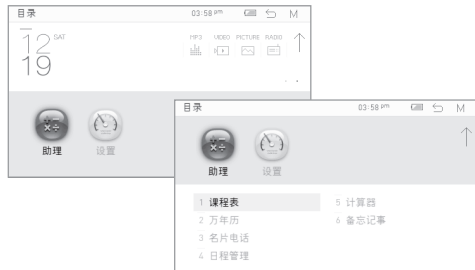 目录 03:58 PM M
12 SAT
19
MP3 VIDEO PICTURE RADIO
助理 设置
目录 03:58 PM M
助理 设置
1 课程表
2 万年历
3 名片电话
4 日程管理
5 计算器
6 备忘记事